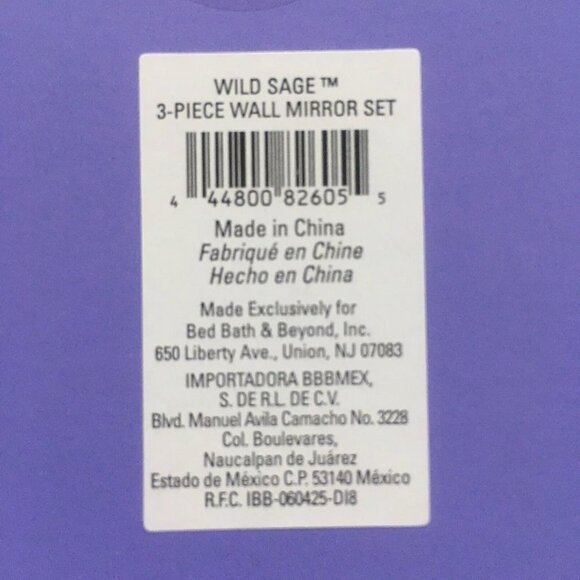 WILD SAGE™
3-PIECE WALL MIRROR SET
4 44800 82605 5
Made in China
Fabriqué en Chine
Hecho en China
Made Exclusively for
Bed Bath & Beyond, Inc.
650 Liberty Ave., Union, NJ 07083
IMPORTADORA BBBMEX,
S. DE R.L. DE C.V.
Blvd. Manuel Avila Camacho No. 3228
Col. Boulevares,
Naucalpan de Juárez
Estado de México C.P. 53140 México
R.F.C. IBB-060425-DI8